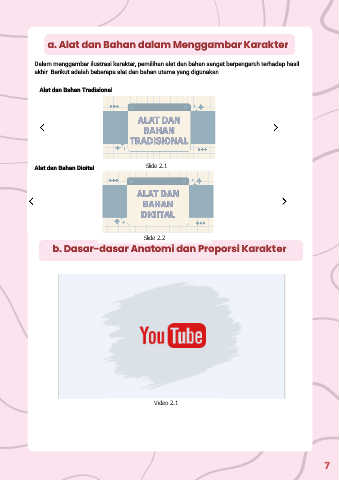 a. Alat dan Bahan dalam Menggambar Karakter
Dalam menggambar ilustrasi karakter, pemilihan alat dan bahan sangat berpengaruh terhadap hasil
akhir. Berikut adalah beberapa alat dan bahan utama yang digunakan
Alat dan Bahan Tradisional
ALAT DAN
BAHAN
TRADISIONAL
Slide 2.1
Alat dan Bahan Digital
ALAT DAN
BAHAN
DIGITAL
Slide 2.2
b. Dasar-dasar Anatomi dan Proporsi Karakter
YouTube
Video 2.1
7